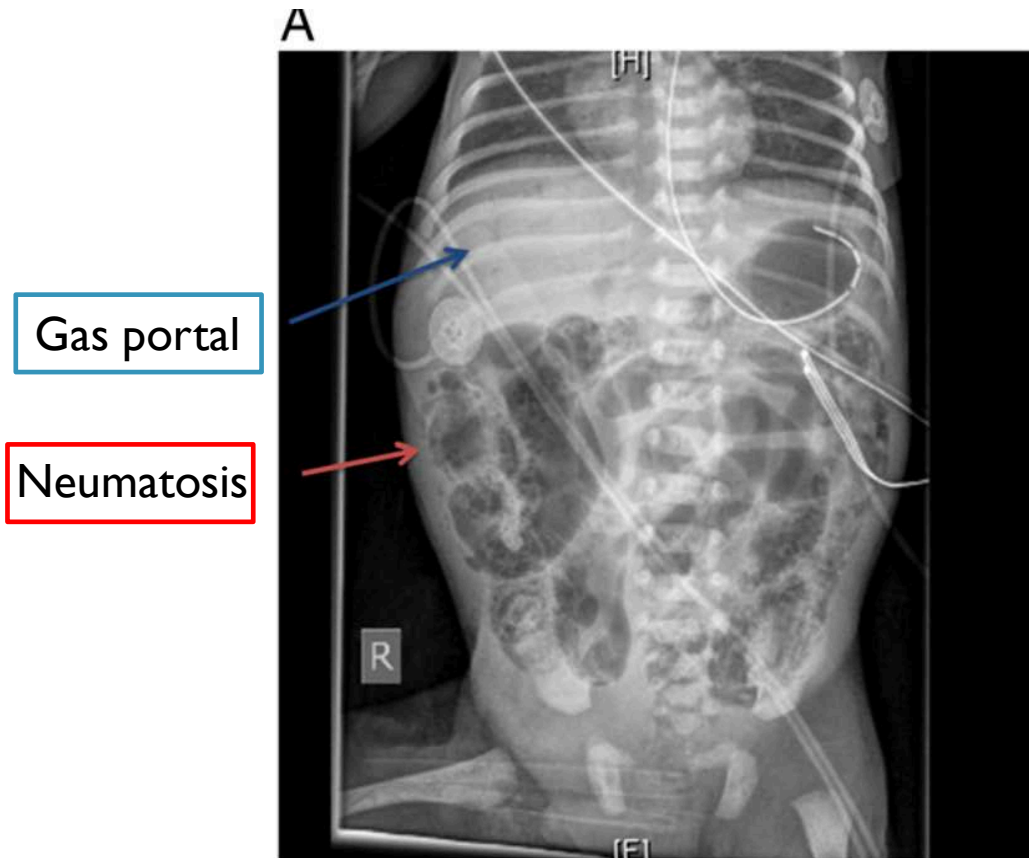 A
[H]
Gas portal
Neumatosis
R
[F]